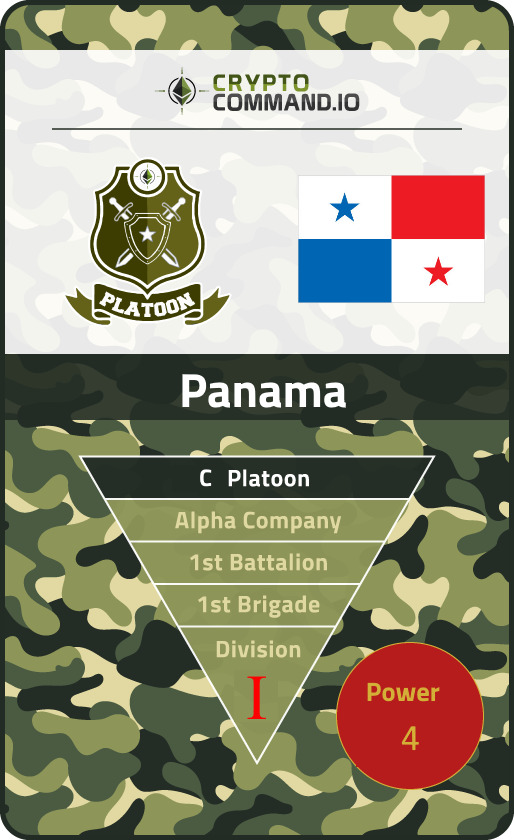 CRYPTO
COMMAND.IO
PLATOON
Panama
C Platoon
Alpha Company
1st Battalion
1st Brigade
Division
I
Power
4